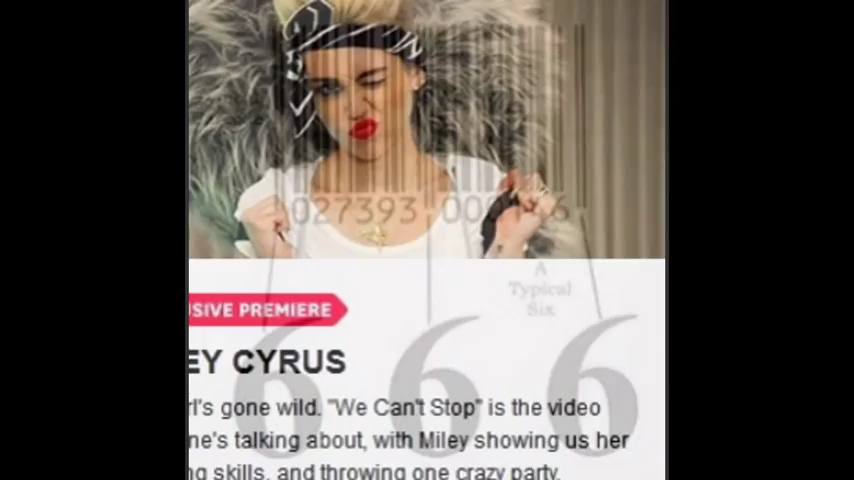 027393
A
Typical
Six
USIVE PREMIERE
EY CYRUS
666
rl's gone wild. "We Can't Stop" is the video
ne's talking about, with Miley showing us her
ng skills, and throwing one crazy party.